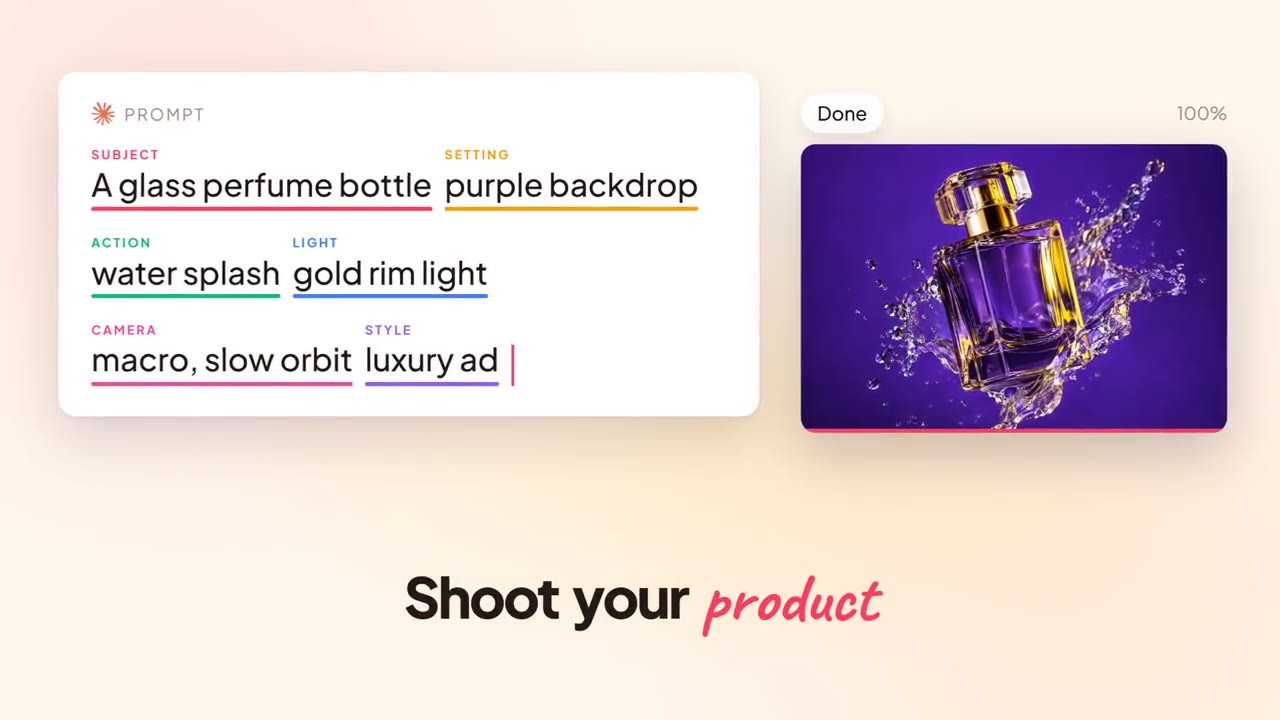 PROMPT
SUBJECT SETTING
A glass perfume bottle purple backdrop
ACTION LIGHT
water splash gold rim light
CAMERA STYLE
macro, slow orbit luxury ad
Done 100%
Shoot your product